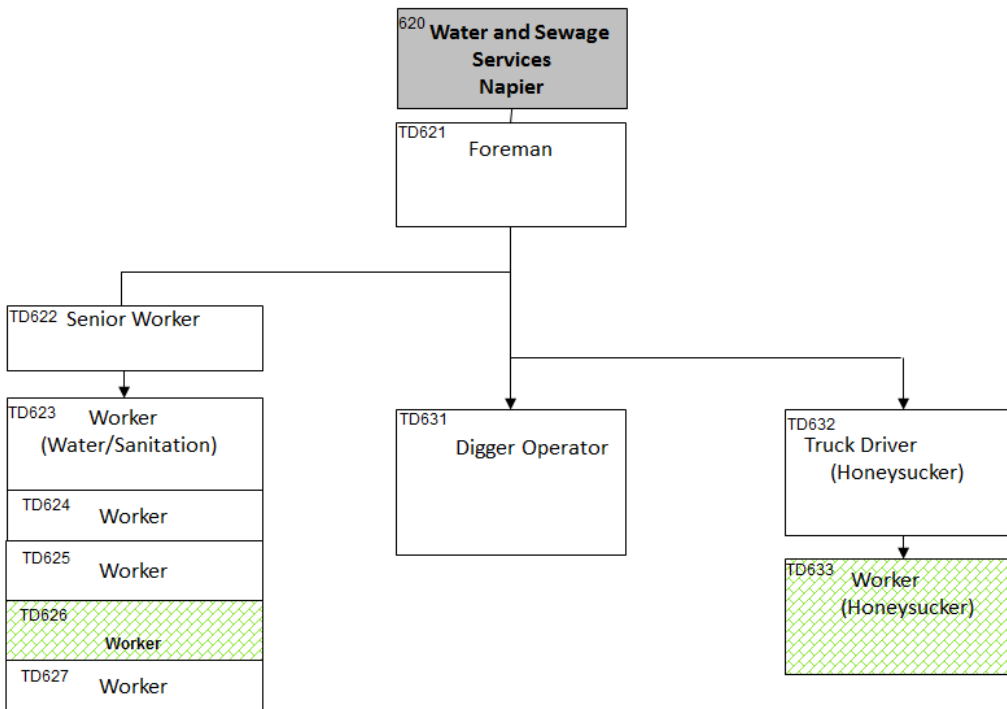 620 Water and Sewage
Services
Napier
TD621
Foreman
TD622 Senior Worker
TD623
Worker
(Water/Sanitation)
TD624
Worker
TD625
Worker
TD626
Worker
TD627
Worker
TD631
Digger Operator
TD632
Truck Driver
(Honeysucker)
TD633
Worker
(Honeysucker)